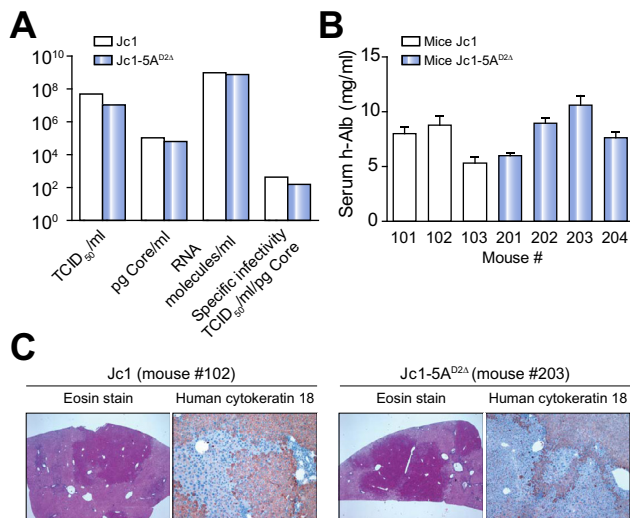 A
Jc1
Jc1-5A^D2Δ
10^10
10^8
10^6
10^4
10^2
10^0
TCID_50/ml
pg Core/ml
RNA
molecules/ml
Specific infectivity
TCID_50/ml/pg Core
B
Mice Jc1
Mice Jc1-5A^D2Δ
Serum h-Alb (mg/ml)
15
10
5
0
101 102 103 201 202 203 204
Mouse #
C
Jc1 (mouse #102)
Eosin stain Human cytokeratin 18
Jc1-5A^D2Δ (mouse #203)
Eosin stain Human cytokeratin 18